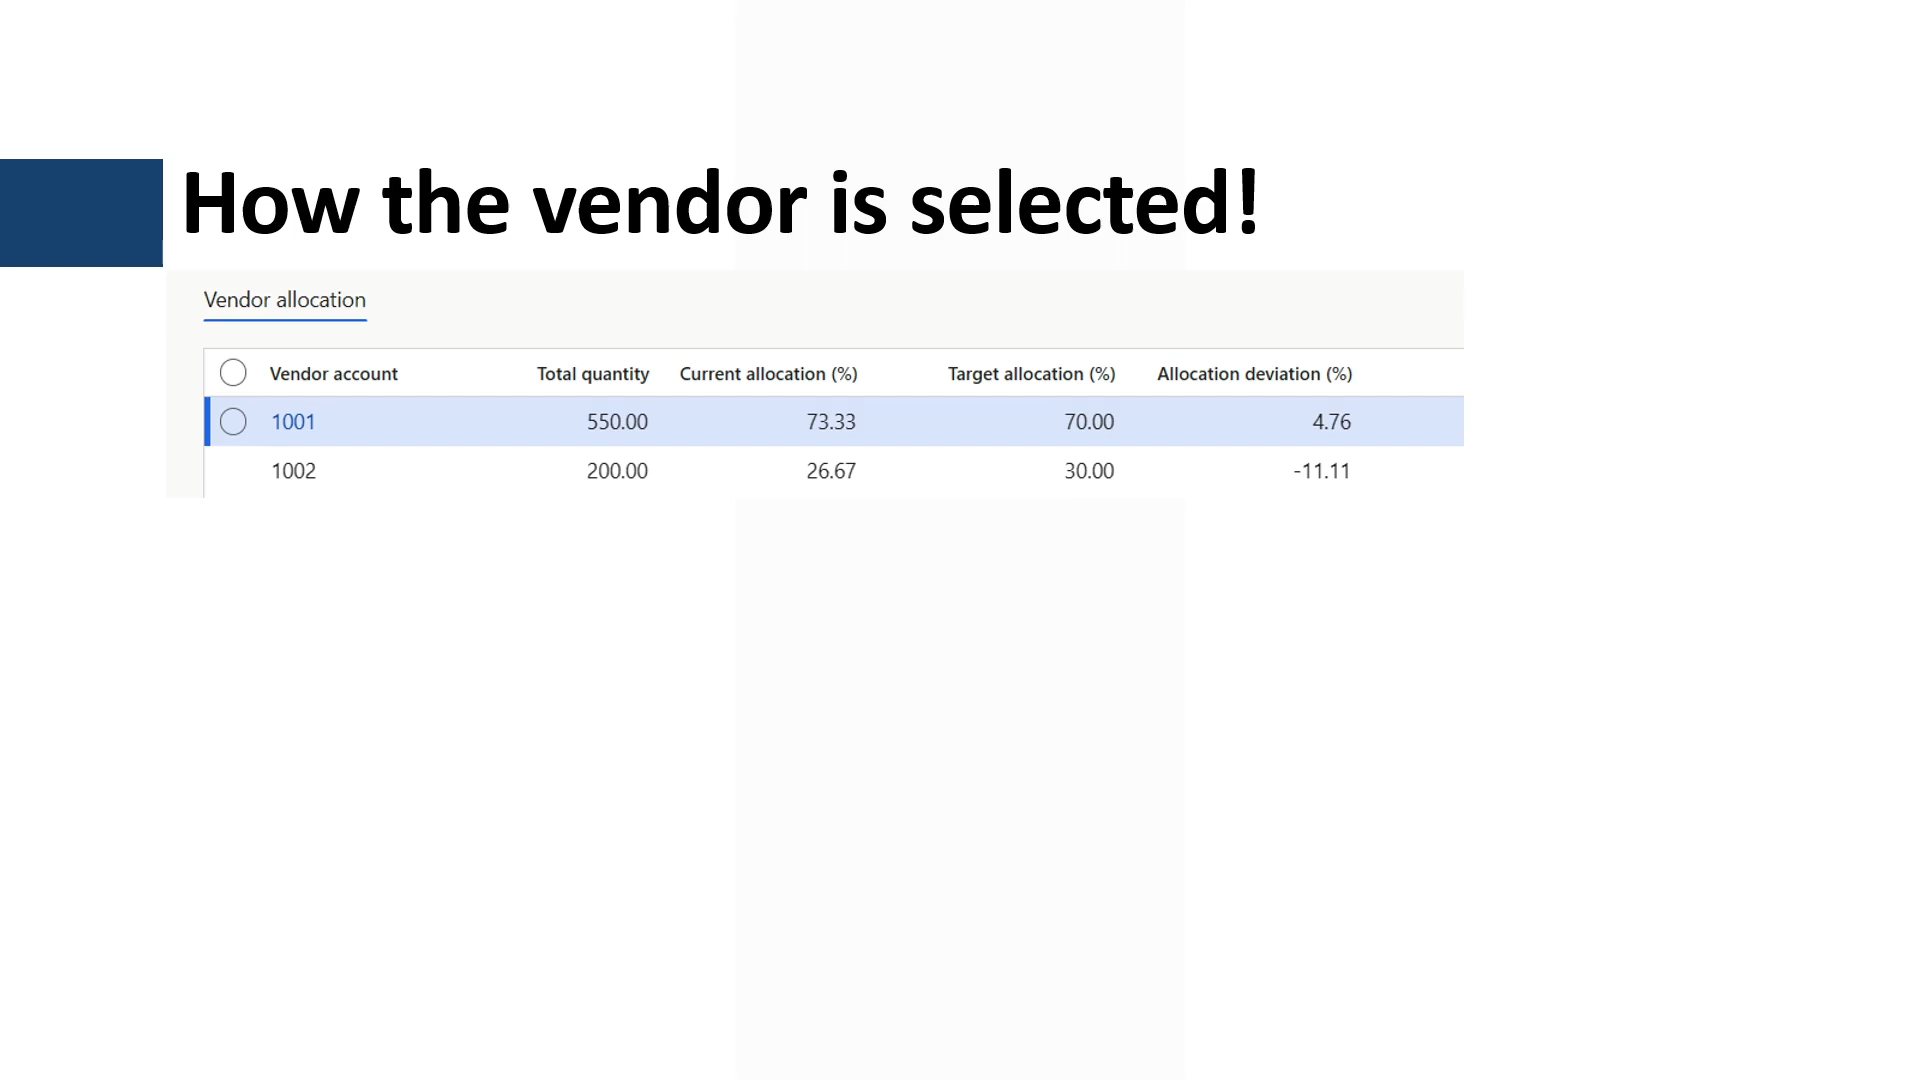 How the vendor is selected!
Vendor allocation
Vendor account Total quantity Current allocation (%) Target allocation (%) Allocation deviation (%)
1001 550.00 73.33 70.00 4.76
1002 200.00 26.67 30.00 -11.11